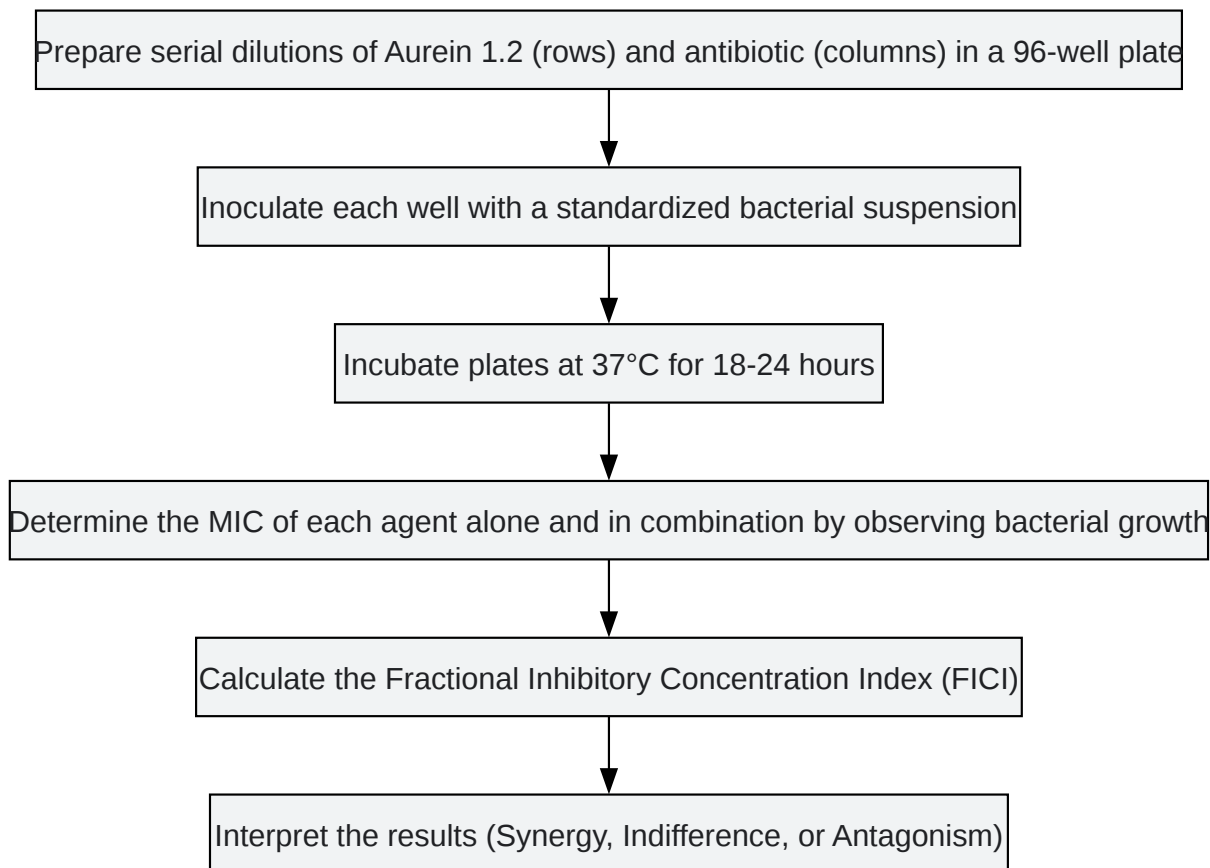 Prepare serial dilutions of Aurein 1.2 (rows) and antibiotic (columns) in a 96-well plate
Inoculate each well with a standardized bacterial suspension
Incubate plates at 37°C for 18-24 hours
Determine the MIC of each agent alone and in combination by observing bacterial growth
Calculate the Fractional Inhibitory Concentration Index (FICI)
Interpret the results (Synergy, Indifference, or Antagonism)